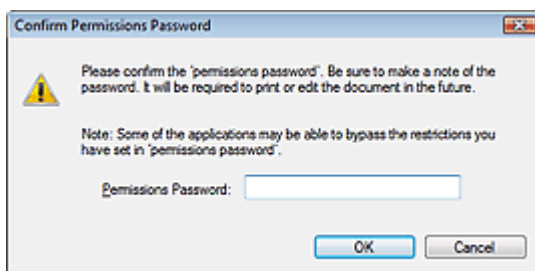 Confirm Permissions Password
Please confirm the 'permissions password'. Be sure to make a note of the
password. It will be required to print or edit the document in the future.
Note: Some of the applications may be able to bypass the restrictions you
have set in 'permissions password'.
Permissions Password:
OK Cancel